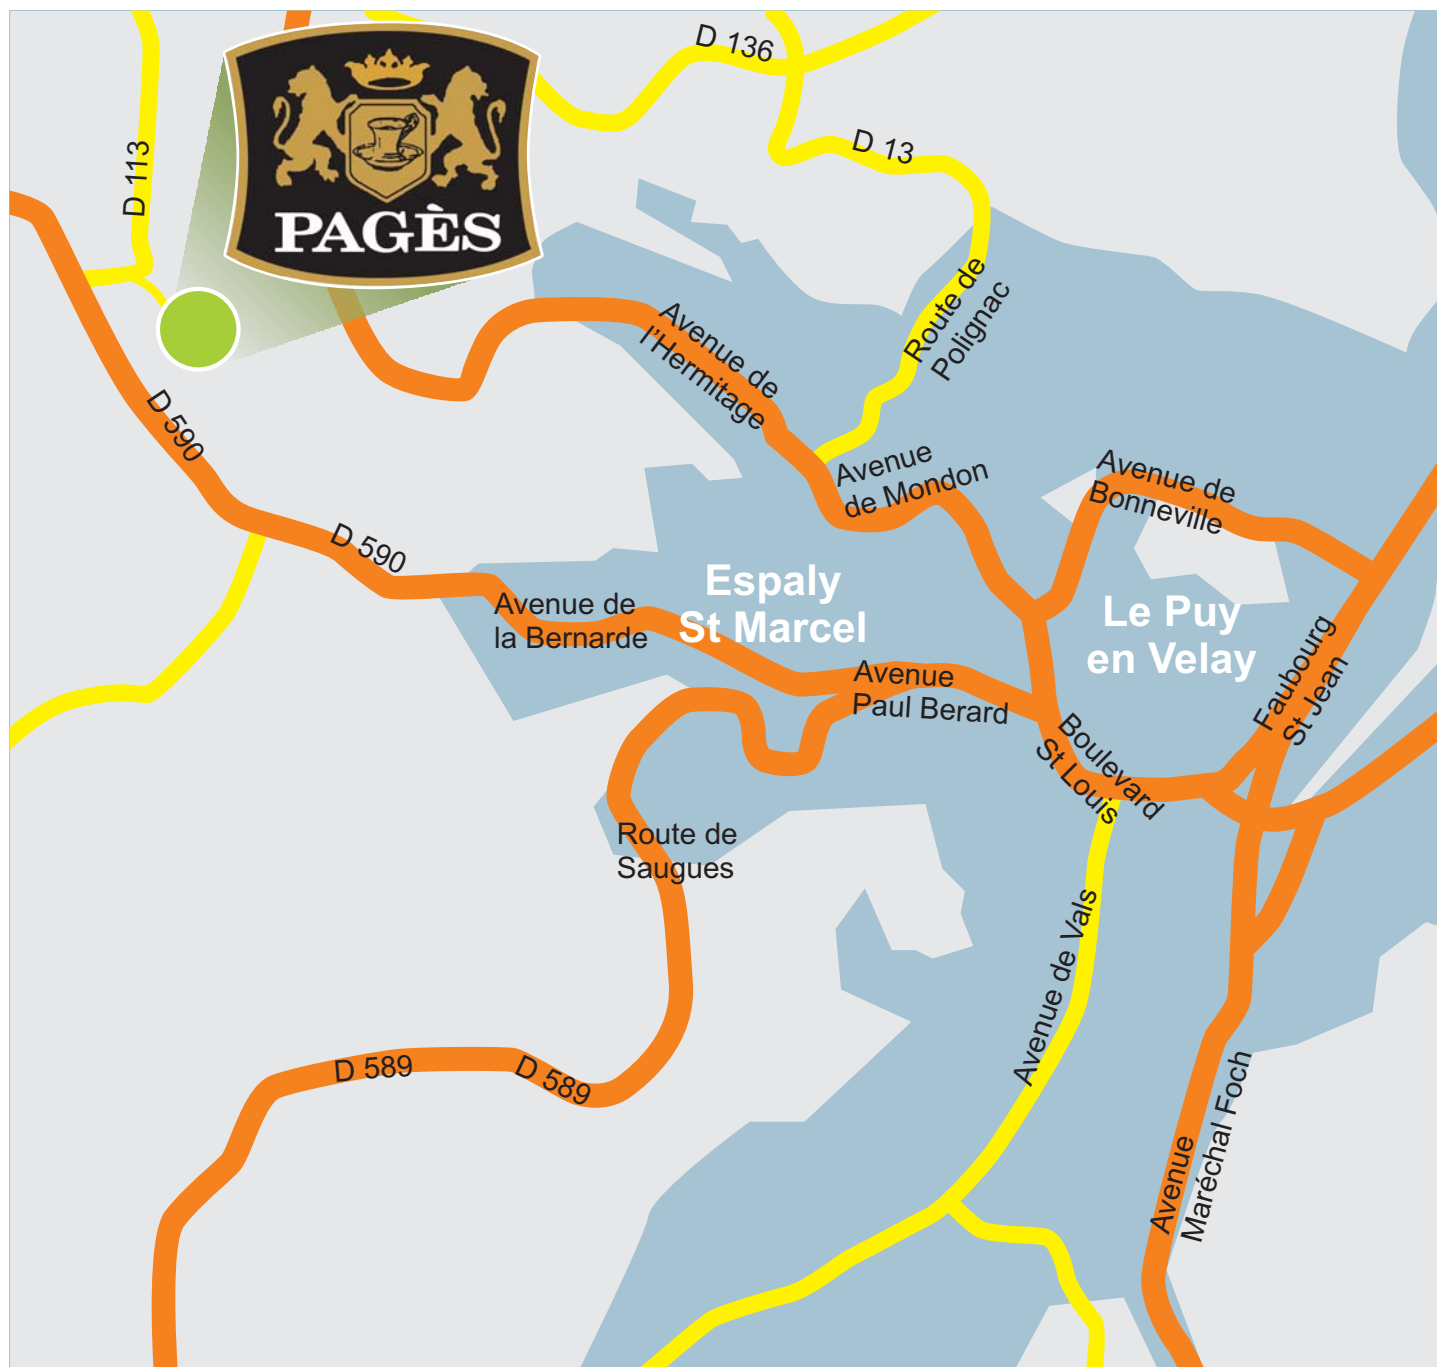 D 136
D 13
D 113
PAGÈS
Route de
Polignac
Avenue de
l'Hermitage
D 590
Avenue
de Mondon
Avenue de
Bonneville
D 590
Espaly
St Marcel
Avenue de
la Bernarde
Le Puy
en Velay
Faubourg
St Jean
Avenue
Paul Berard
Boulevard
St Louis
Route de
Saugues
Avenue de Vals
D 589
D 589
Avenue
Maréchal Foch